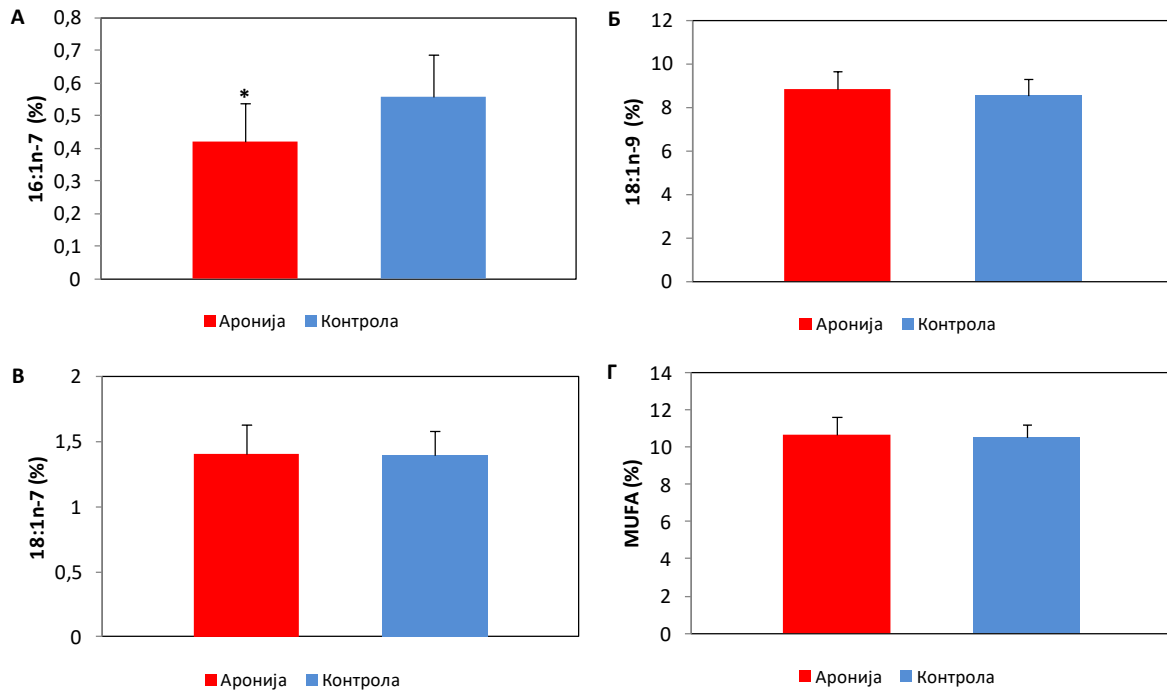 А
0,8
0,7
0,6
0,5
0,4
0,3
0,2
0,1
0
16:1n-7 (%)
*
Аронија Контрола
Б
12
10
8
6
4
2
0
18:1n-9 (%)
Аронија Контрола
В
2
1,5
1
0,5
0
18:1n-7 (%)
Аронија Контрола
Г
14
12
10
8
6
4
2
0
MUFA (%)
Аронија Контрола